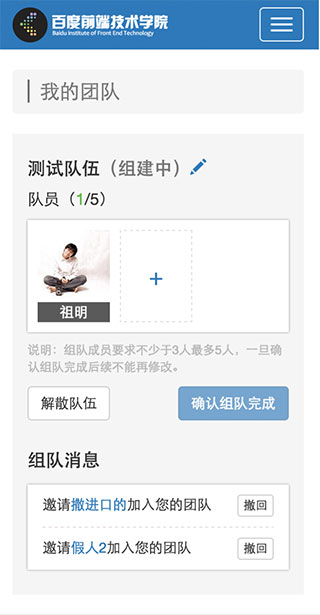 百度前端技术学院
Baidu Institute of Front End Technology
我的团队
测试队伍（组建中）
队员（1/5）
+
祖明
说明：组队成员要求不少于3人最多5人，一旦确
认组队完成后续不能再修改。
解散队伍
确认组队完成
组队消息
邀请撒进口的加入您的团队
撤回
邀请假人2加入您的团队
撤回